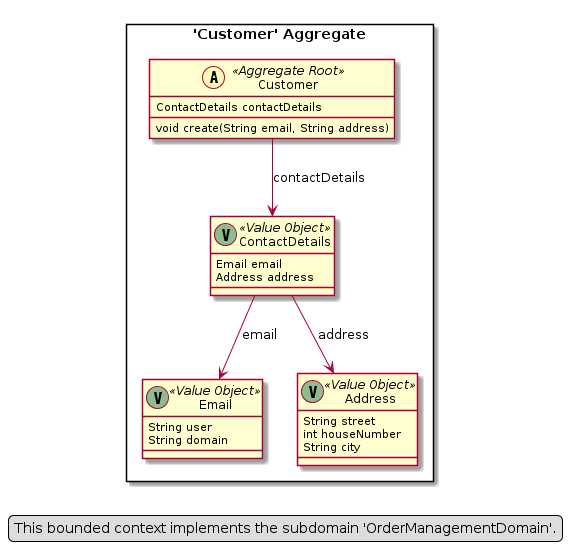 'Customer' Aggregate
A
«Aggregate Root»
Customer
ContactDetails contactDetails
void create(String email, String address)
contactDetails
V
«Value Object»
ContactDetails
Email email
Address address
email
address
V
«Value Object»
Email
String user
String domain
V
«Value Object»
Address
String street
int houseNumber
String city
This bounded context implements the subdomain 'OrderManagementDomain'.